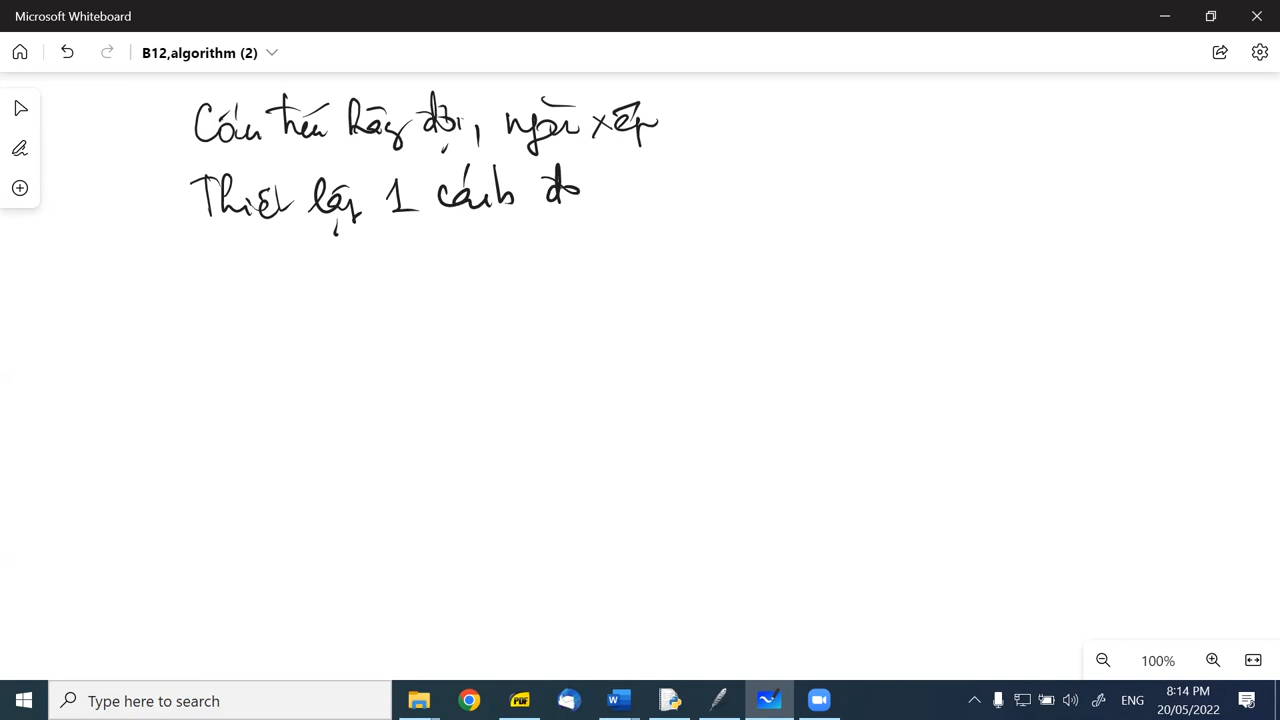 Microsoft Whiteboard
B12,algorithm (2)
Cấu trúc hàng đợi, ngăn xếp
Thiết lập 1 cách đo
100%
Type here to search
ENG
8:14 PM
20/05/2022